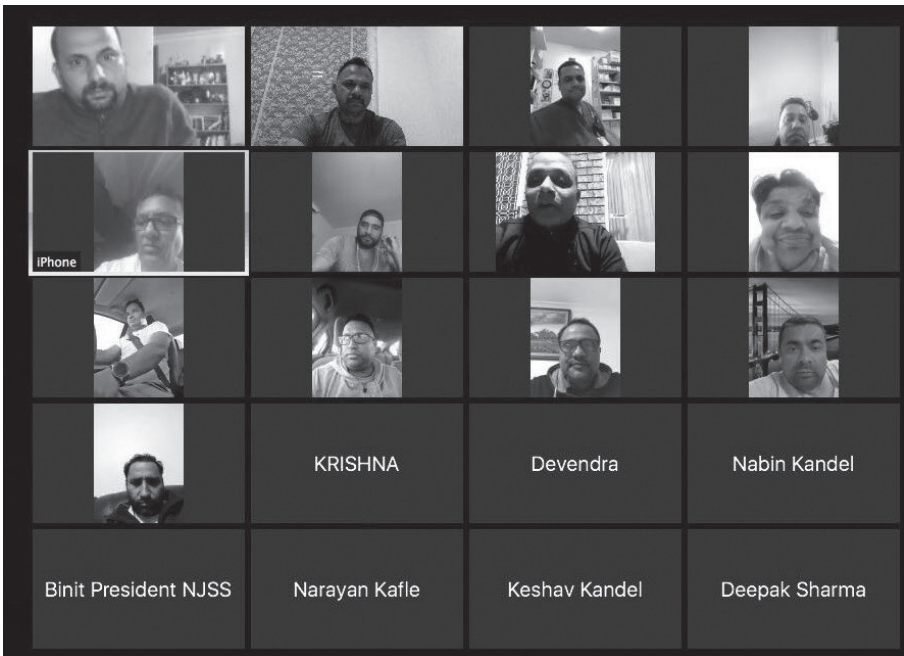 iPhone
KRISHNA
Devendra
Nabin Kandel
Binit President NJSS
Narayan Kafle
Keshav Kandel
Deepak Sharma